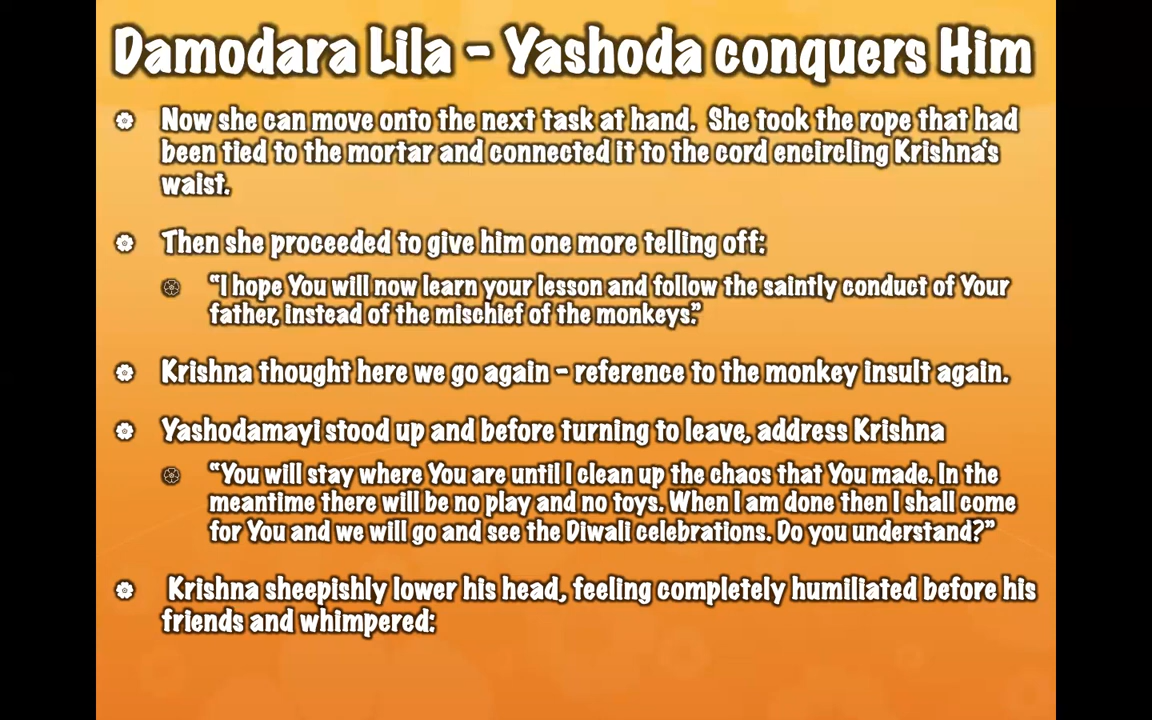 Damodara Lila – Yashoda conquers Him
Now she can move onto the next task at hand.  She took the rope that had
been tied to the mortar and connected it to the cord encircling Krishna‘s
waist.
Then she proceeded to give him one more telling off:
“I hope You will now learn your lesson and follow the saintly conduct of Your
father, instead of the mischief of the monkeys.”
Krishna thought here we go again – reference to the monkey insult again.
Yashodamayi stood up and before turning to leave, address Krishna
“You will stay where You are until I clean up the chaos that You made. In the
meantime there will be no play and no toys. When I am done then I shall come
for You and we will go and see the Diwali celebrations. Do you understand?”
Krishna sheepishly lower his head, feeling completely humiliated before his
friends and whimpered: